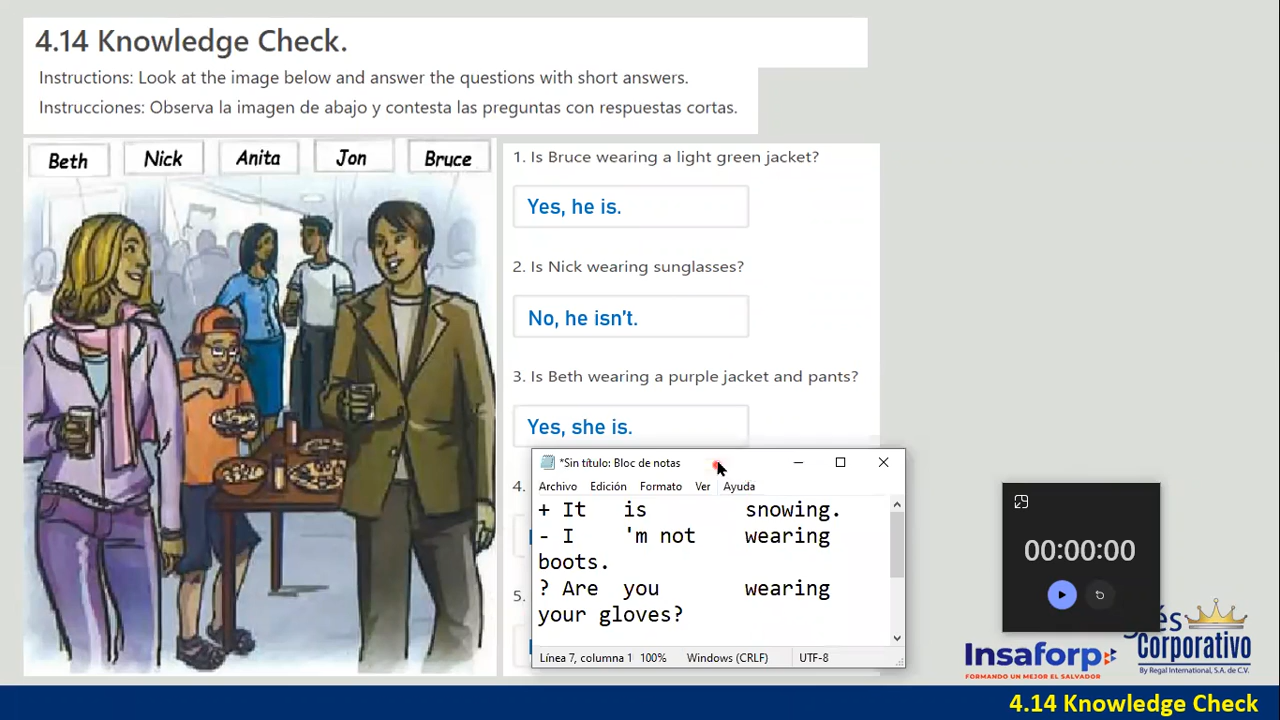 4.14 Knowledge Check.
Instructions: Look at the image below and answer the questions with short answers.
Instrucciones: Observa la imagen de abajo y contesta las preguntas con respuestas cortas.
Beth
Nick
Anita
Jon
Bruce
1. Is Bruce wearing a light green jacket?
Yes, he is.
2. Is Nick wearing sunglasses?
No, he isn't.
3. Is Beth wearing a purple jacket and pants?
Yes, she is.
4.
5.
*Sin título: Bloc de notas
Archivo Edición Formato Ver Ayuda
+ It is snowing.
- I 'm not wearing
boots.
? Are you wearing
your gloves?
Línea 7, columna 1 100% Windows (CRLF) UTF-8
00:00:00
Insaforp
FORMANDO UN MEJOR EL SALVADOR
Corporativo
By Regal International, S.A. de C.V.
4.14 Knowledge Check